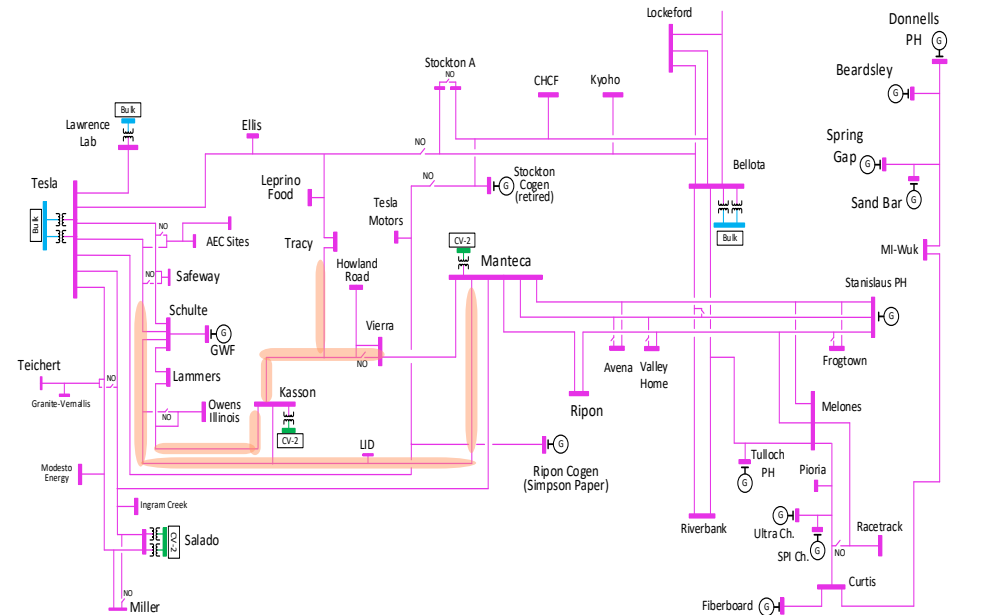 Lockeford
Donnells
PH
G
Beardsley
G
Stockton A
NO
CHCF
Kyoho
Bulk
Lawrence
Lab
Ellis
NO
Spring
Gap
G
Sand Bar
G
Bellota
Bulk
Tesla
Bulk
Leprino
Food
NO
G
Stockton
Cogen
(retired)
Tesla
Motors
NO
AEC Sites
Tracy
CV-2
Manteca
MI-Wuk
NO
Safeway
Howland
Road
Stanislaus PH
G
Schulte
G
GWF
Vierra
NO
Teichert
NO
Granite-Vernallis
Lammers
Kasson
CV-2
Avena
Valley
Home
Frogtown
NO
Owens
Illinois
Ripon
Melones
LID
G
Ripon Cogen
(Simpson Paper)
Tulloch
PH
G
Pioria
Modesto
Energy
Ingram Creek
G
Ultra Ch.
G
SPI Ch.
NO
Racetrack
Riverbank
CV-2
Salado
NO
Miller
Curtis
Fiberboard
G